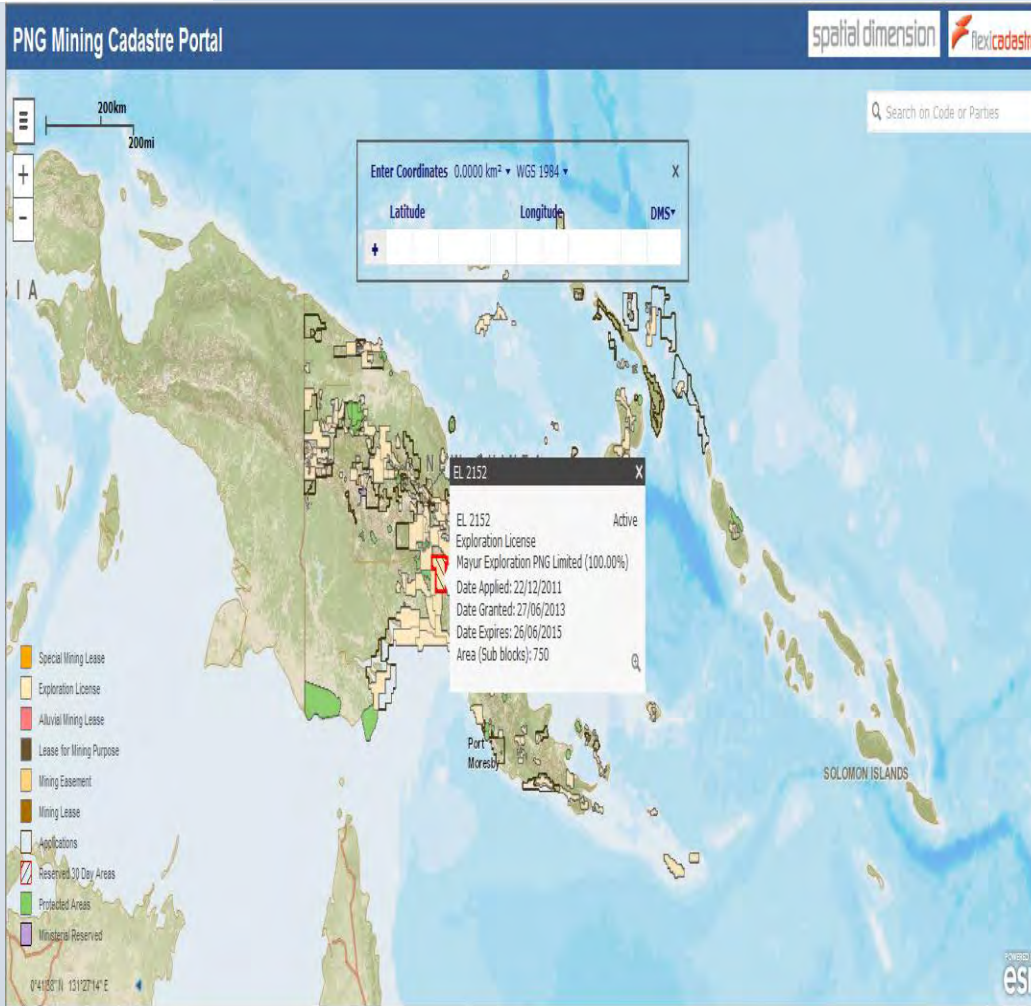 PNG Mining Cadastre Portal
spatial dimension
flexicadastre
200km
200mi
Search on Code or Parties
Enter Coordinates 0.0000 km² WGS 1984 X
Latitude Longitude DMS
+
+
-
I A
EL 2152 X
EL 2152 Active
Exploration License
Mayur Exploration PNG Limited (100.00%)
Date Applied: 22/12/2011
Date Granted: 27/06/2013
Date Expires: 26/06/2015
Area (Sub blocks): 750
Special Mining Lease
Exploration License
Alluvial Mining Lease
Lease for Mining Purpose
Mining Easement
Mining Lease
Applications
Reserved 30 Day Areas
Protected Areas
Ministerial Reserved
Port
Moresby
SOLOMON ISLANDS
0°41'38" N 131°27'14" E
POWERED
esr